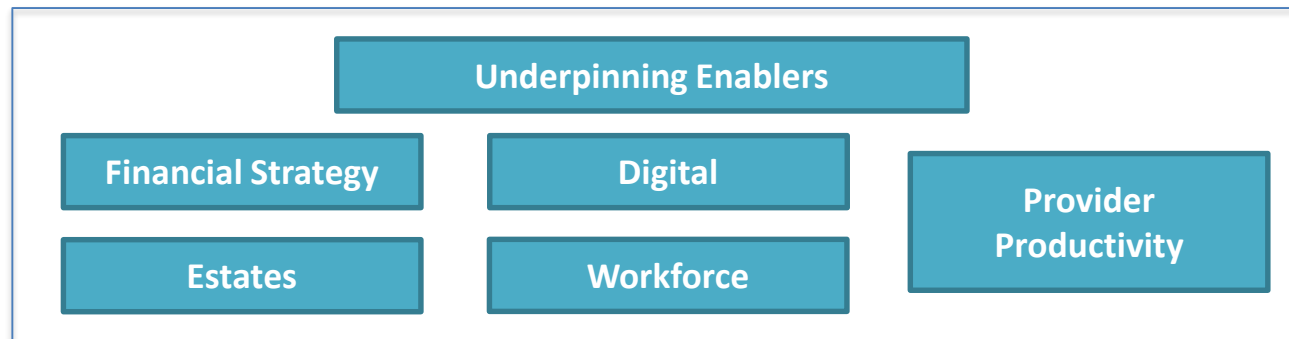 Underpinning Enablers
Financial Strategy
Digital
Provider
Productivity
Estates
Workforce